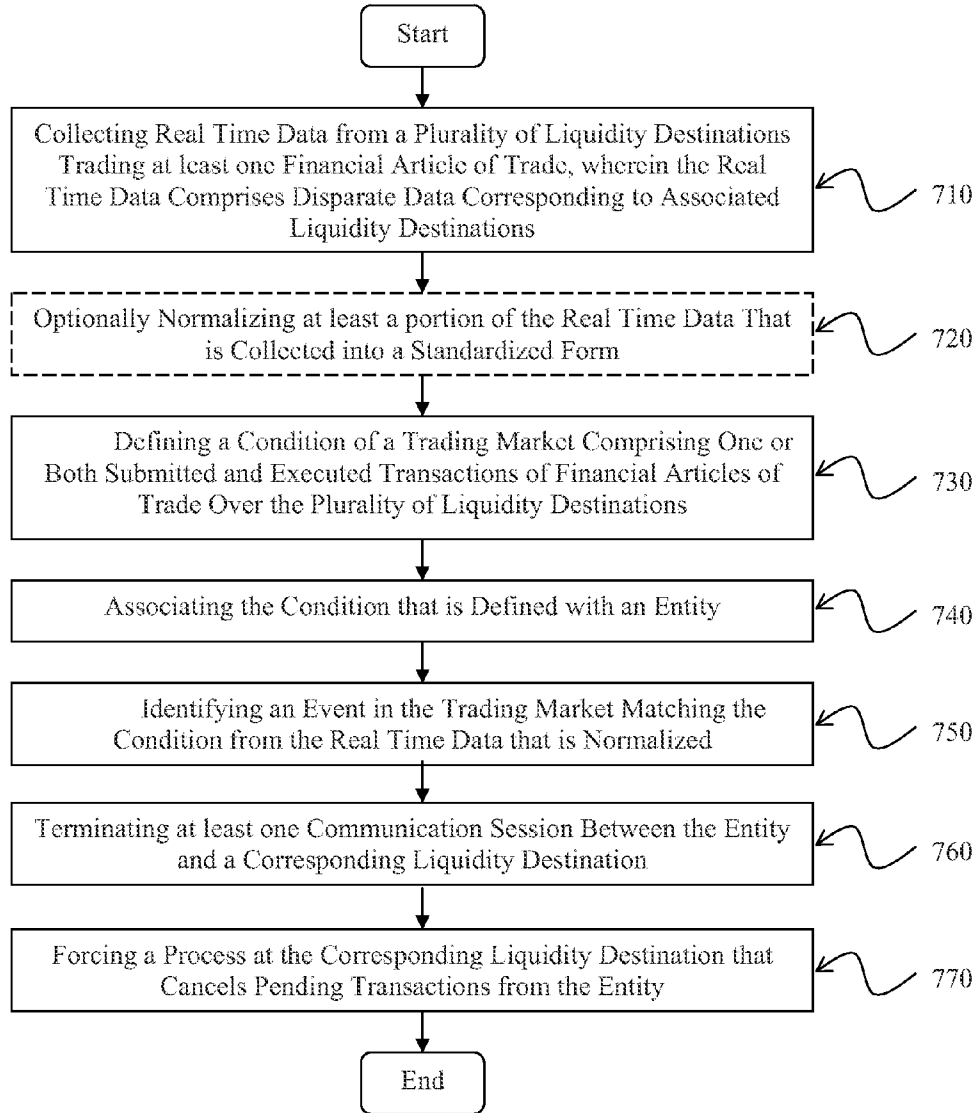 Start
Collecting Real Time Data from a Plurality of Liquidity Destinations
Trading at least one Financial Article of Trade, wherein the Real
Time Data Comprises Disparate Data Corresponding to Associated
Liquidity Destinations
710
Optionally Normalizing at least a portion of the Real Time Data That
is Collected into a Standardized Form
720
Defining a Condition of a Trading Market Comprising One or
Both Submitted and Executed Transactions of Financial Articles of
Trade Over the Plurality of Liquidity Destinations
730
Associating the Condition that is Defined with an Entity
740
Identifying an Event in the Trading Market Matching the
Condition from the Real Time Data that is Normalized
750
Terminating at least one Communication Session Between the Entity
and a Corresponding Liquidity Destination
760
Forcing a Process at the Corresponding Liquidity Destination that
Cancels Pending Transactions from the Entity
770
End